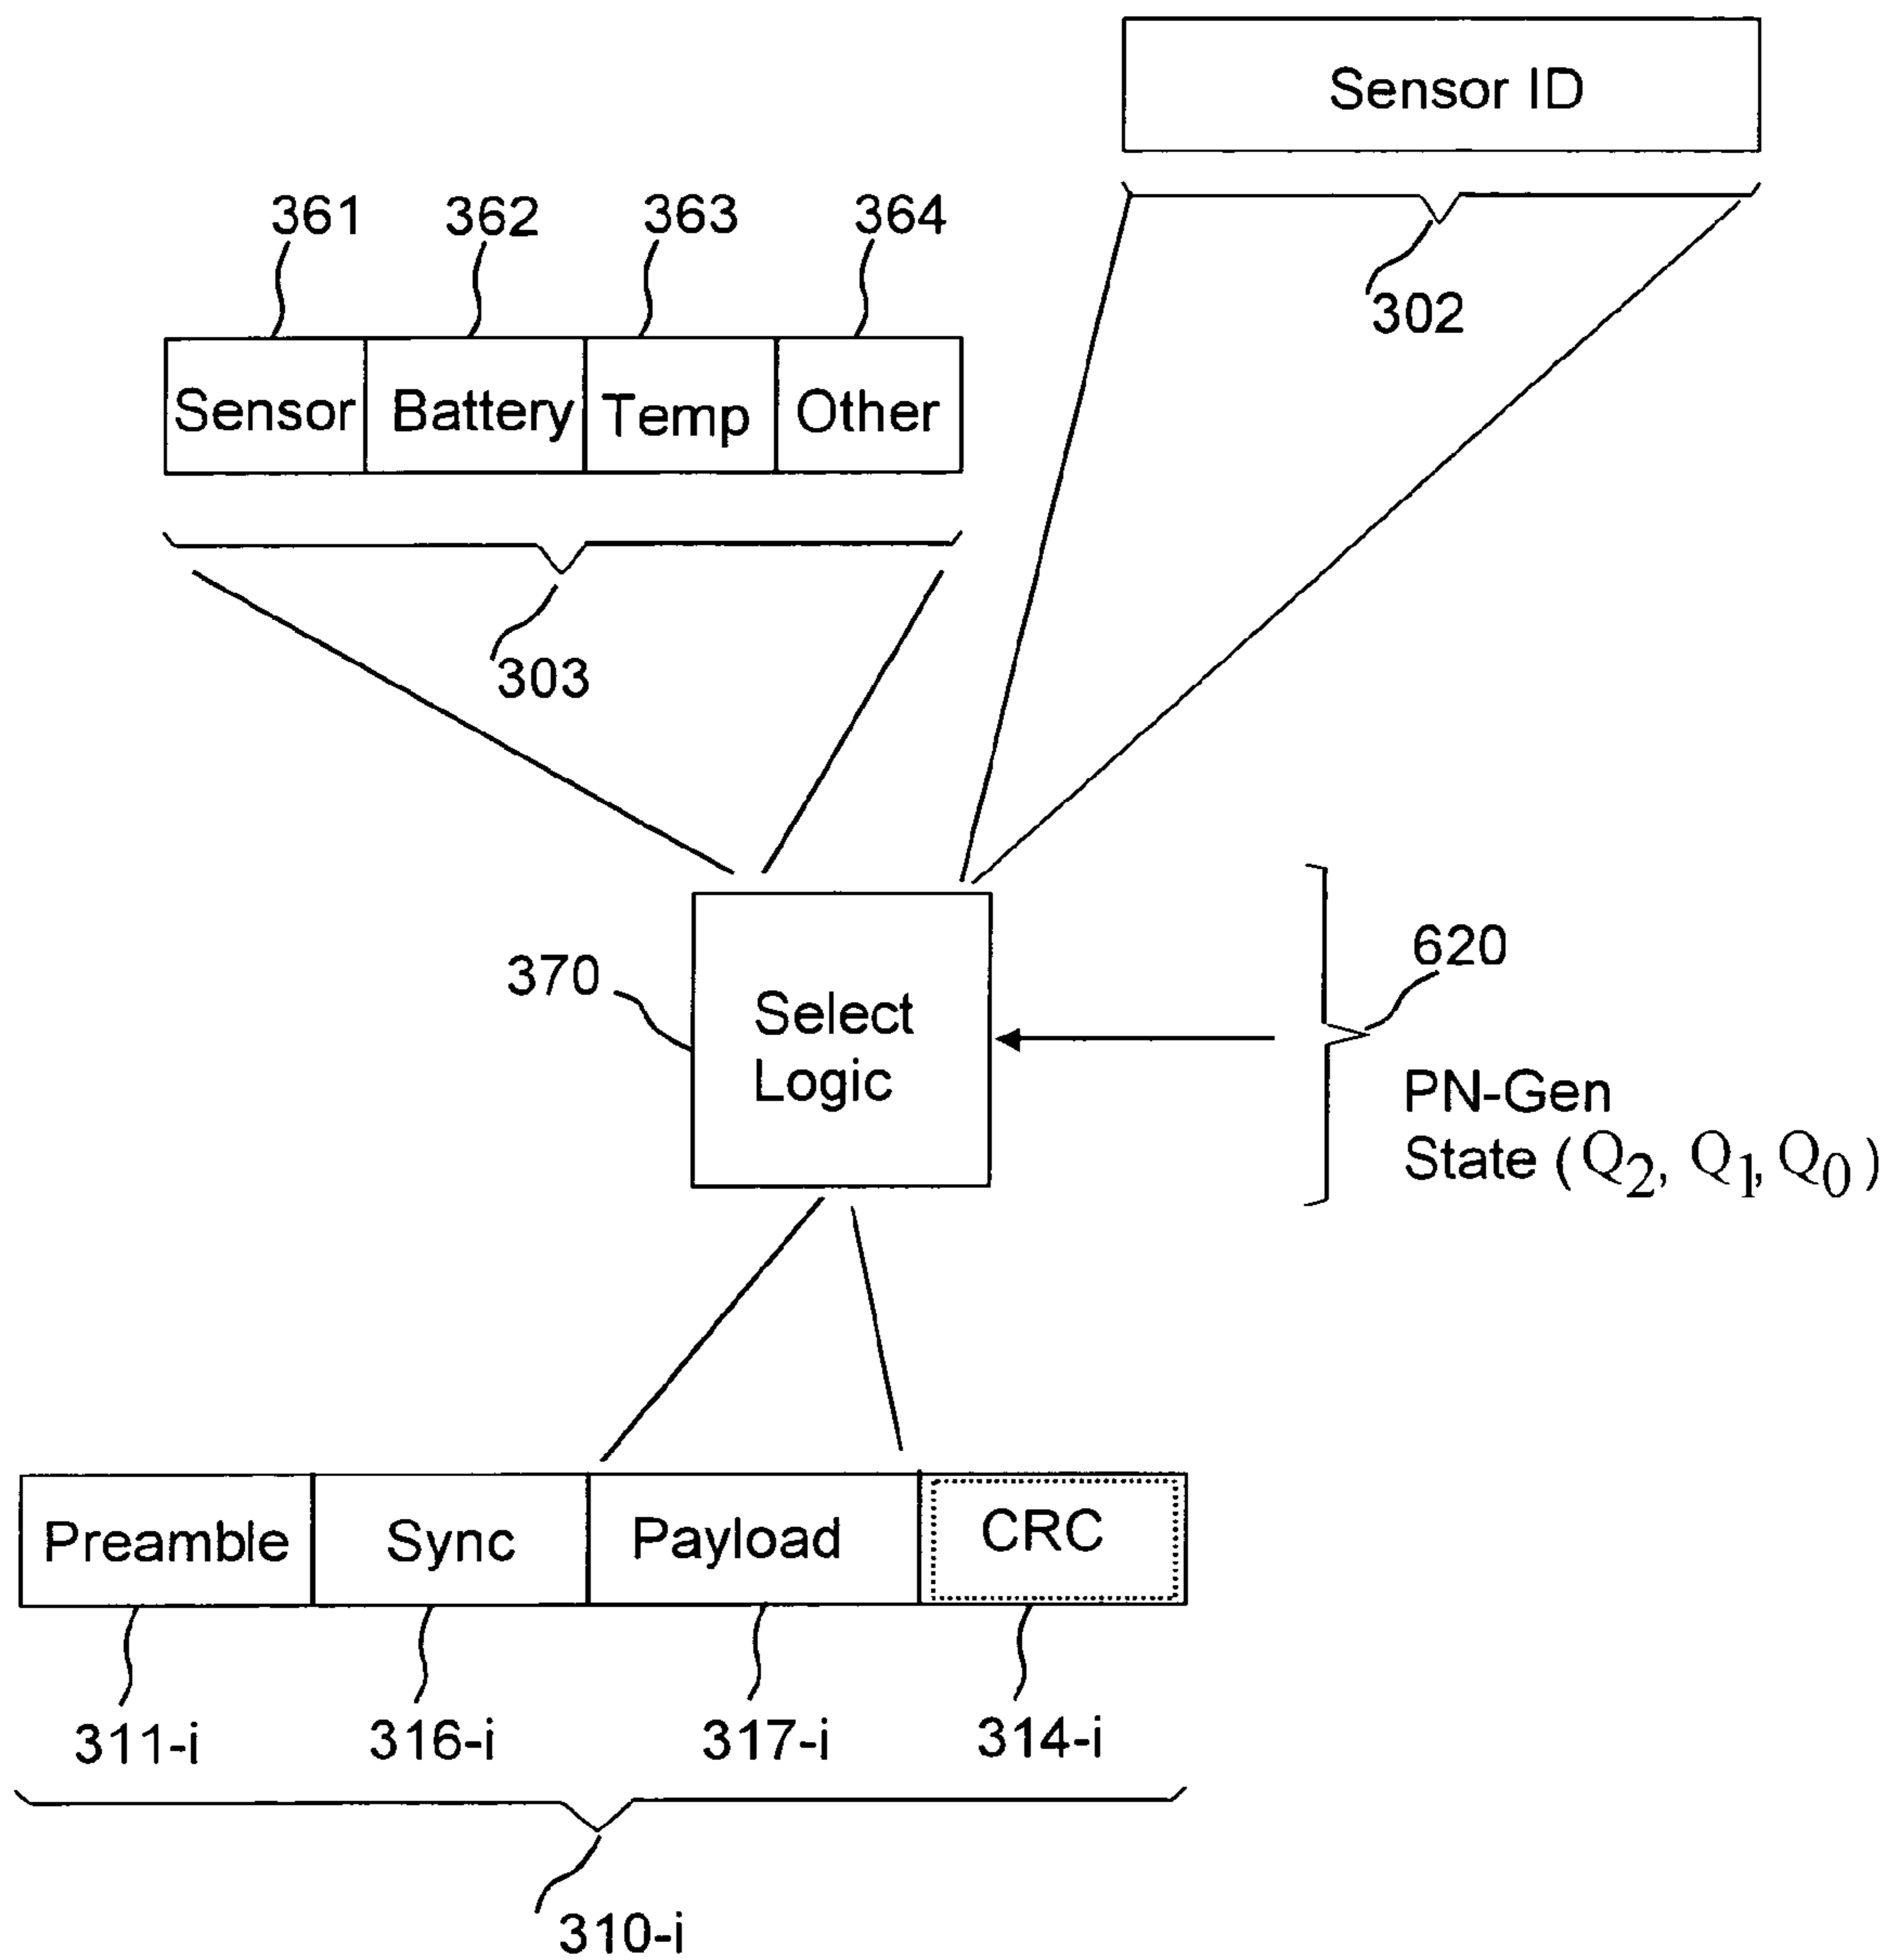 Sensor ID
302
361 362 363 364
Sensor Battery Temp Other
303
370
Select
Logic
620
PN-Gen
State (Q2, Q1, Q0)
Preamble Sync Payload CRC
311-i 316-i 317-i 314-i
310-i